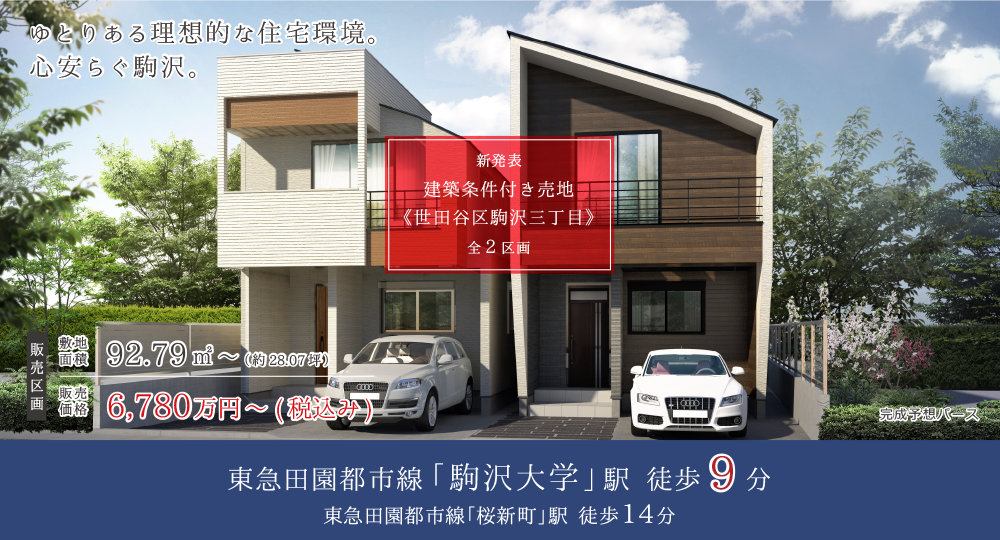 ゆとりある理想的な住宅環境。
心安らぐ駒沢。
新発表
建築条件付き売地
《世田谷区駒沢三丁目》
全2区画
販売区画
敷地面積 92.79㎡～(約28.07坪)
販売価格 6,780万円～(税込み)
完成予想パース
東急田園都市線「駒沢大学」駅 徒歩9分
東急田園都市線「桜新町」駅 徒歩14分